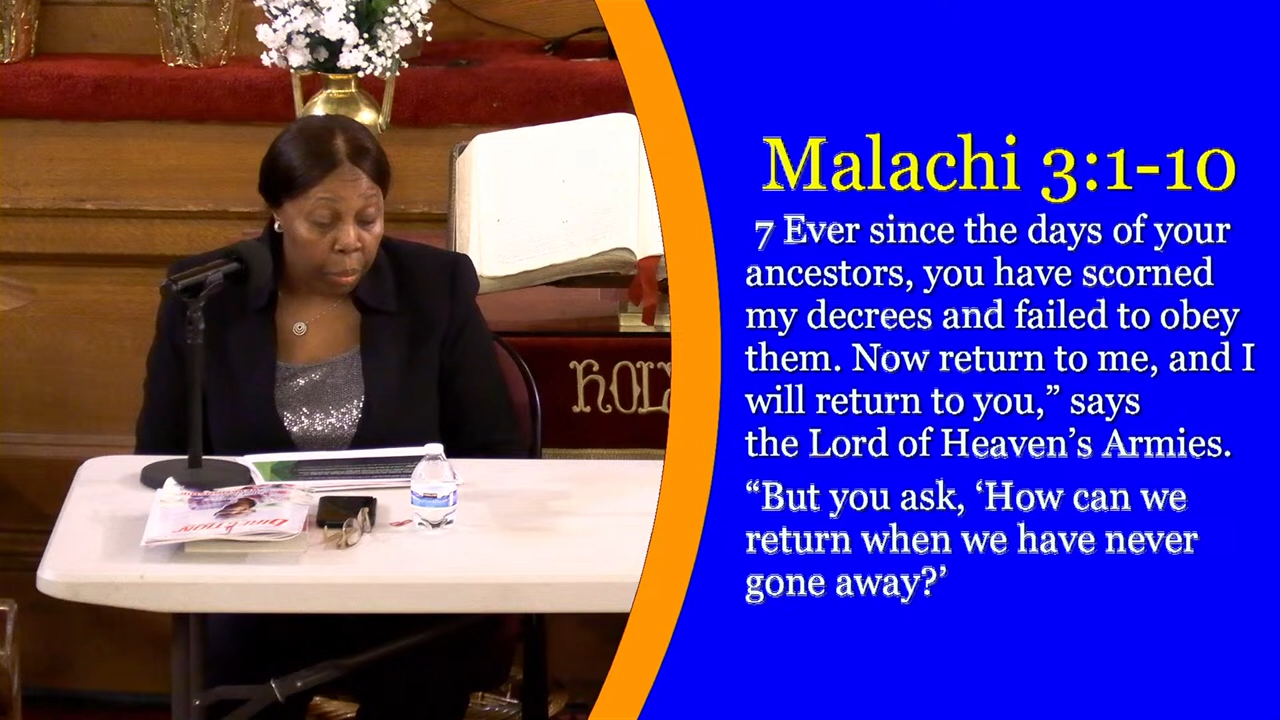 Malachi 3:1-10
7 Ever since the days of your
ancestors, you have scorned
my decrees and failed to obey
them. Now return to me, and I
will return to you,” says
the Lord of Heaven’s Armies.
“But you ask, ‘How can we
return when we have never
gone away?’
HOL